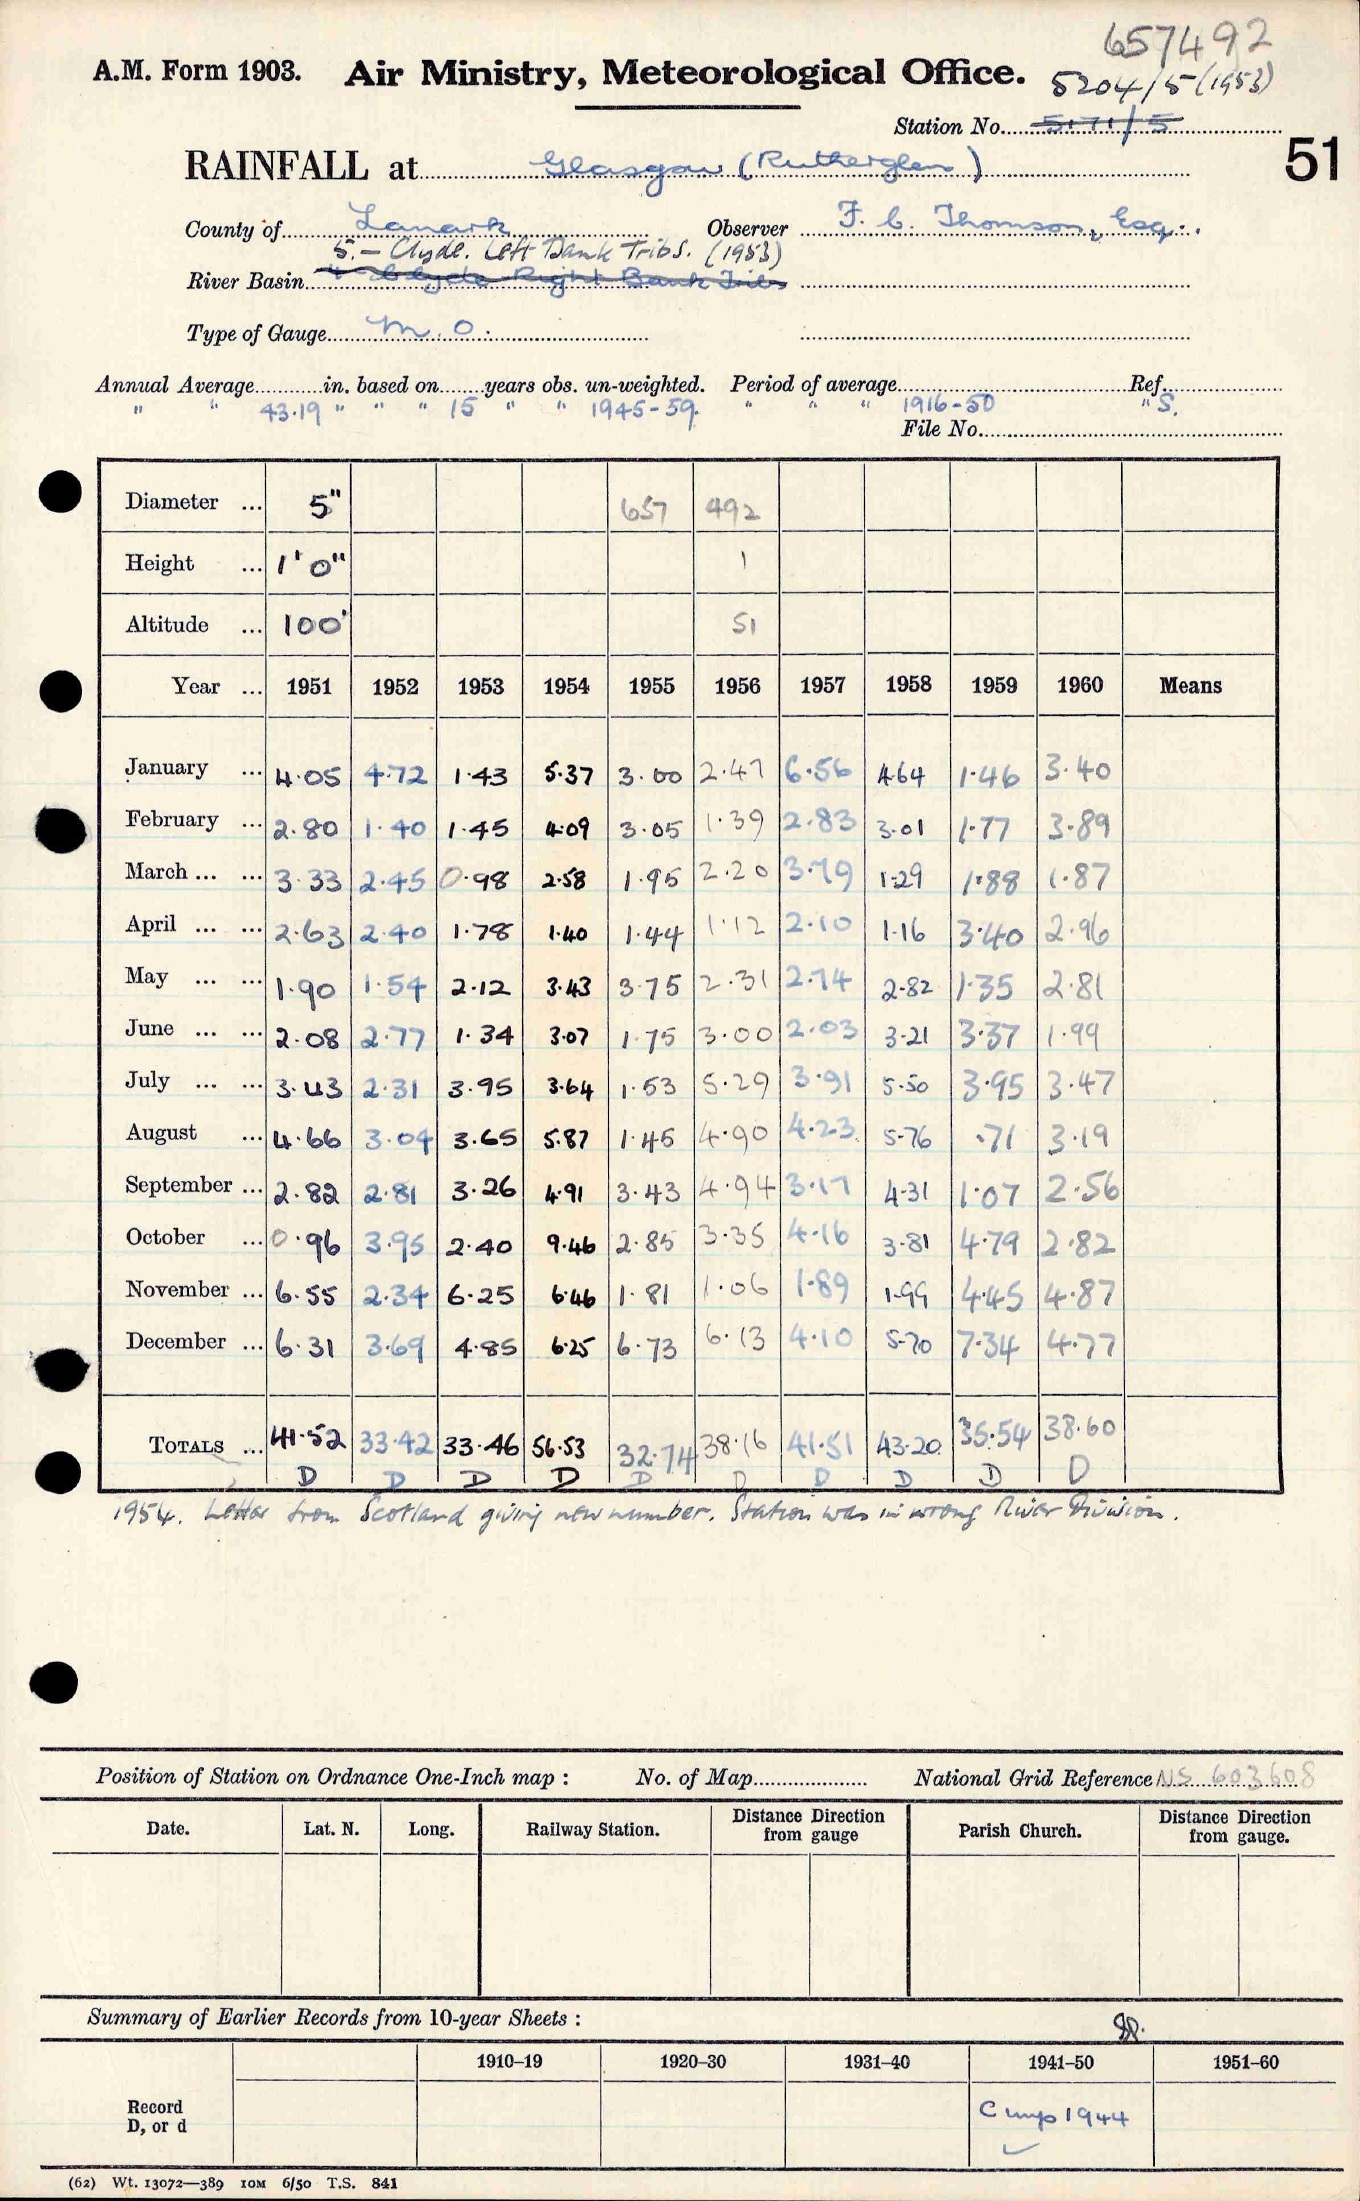 657492
A.M. Form 1903. Air Ministry, Meteorological Office. 5204/5 (1953)
Station No. 5171/5
51
RAINFALL at Glasgow (Rutherglen)
County of Lanark Observer F. C. Thomson, Esq.
5. - Clyde. Left Bank Tribs. (1953)
River Basin 4 Clyde Right Bank Tribs
Type of Gauge M. O.
Annual Average in. based on years obs. un-weighted. Period of average Ref.
" " 43.19 " " " 15 " " 1945-59. " " " 1916-50 " S.
File No.
Diameter ... 5" 657 492
Height ... 1' 0" 1
Altitude ... 100' 51
Year ... 1951 1952 1953 1954 1955 1956 1957 1958 1959 1960 Means
January ... 4.05 4.72 1.43 5.37 3.00 2.47 6.56 4.64 1.46 3.40
February ... 2.80 1.40 1.45 4.09 3.05 1.39 2.83 3.01 1.77 3.89
March ... ... 3.33 2.45 0.98 2.58 1.95 2.20 3.79 1.29 1.88 1.87
April ... ... 2.63 2.40 1.78 1.40 1.44 1.12 2.10 1.16 3.40 2.96
May ... ... 1.90 1.54 2.12 3.43 3.75 2.31 2.74 2.82 1.35 2.81
June ... ... 2.08 2.77 1.34 3.07 1.75 3.00 2.03 3.21 3.37 1.99
July ... ... 3.43 2.31 3.95 3.64 1.53 5.29 3.91 5.50 3.95 3.47
August ... 4.66 3.04 3.65 5.87 1.45 4.90 4.23 5.76 .71 3.19
September ... 2.82 2.81 3.26 4.91 3.43 4.94 3.17 4.31 1.07 2.56
October ... 0.96 3.95 2.40 9.46 2.85 3.35 4.16 3.81 4.79 2.82
November ... 6.55 2.34 6.25 6.46 1.81 1.06 1.89 1.99 4.45 4.87
December ... 6.31 3.69 4.85 6.25 6.73 6.13 4.10 5.70 7.34 4.77
TOTALS ... 41.52 33.42 33.46 56.53 32.74 38.16 41.51 43.20 35.54 38.60
D D D D D D D D D D
1954. Letter from Scotland giving new number. Station was in wrong River Division.
Position of Station on Ordnance One-Inch map : No. of Map National Grid Reference NS 603608
Date. Lat. N. Long. Railway Station. Distance Direction from gauge Parish Church. Distance Direction from gauge.
Summary of Earlier Records from 10-year Sheets :
1910–19 1920–30 1931–40 1941–50 1951–60
Record D, or d 1944
(62) Wt. 13072—389 10M 6/50 T.S. 841